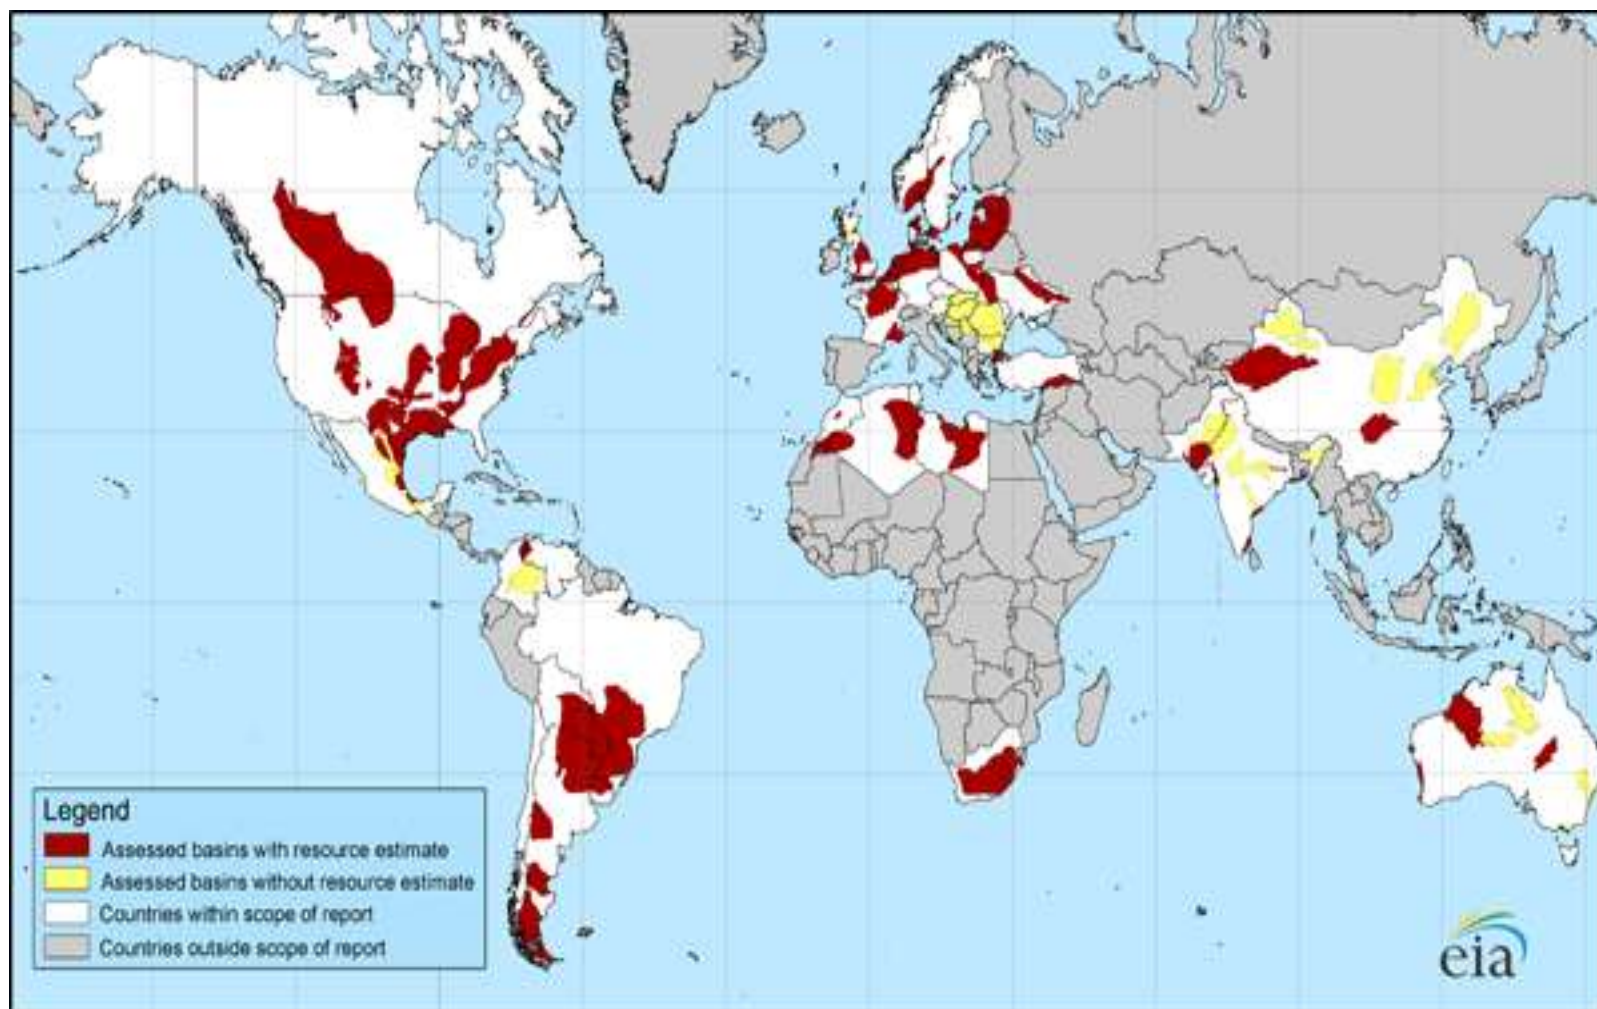 Legend
Assessed basins with resource estimate
Assessed basins without resource estimate
Countries within scope of report
Countries outside scope of report
eia